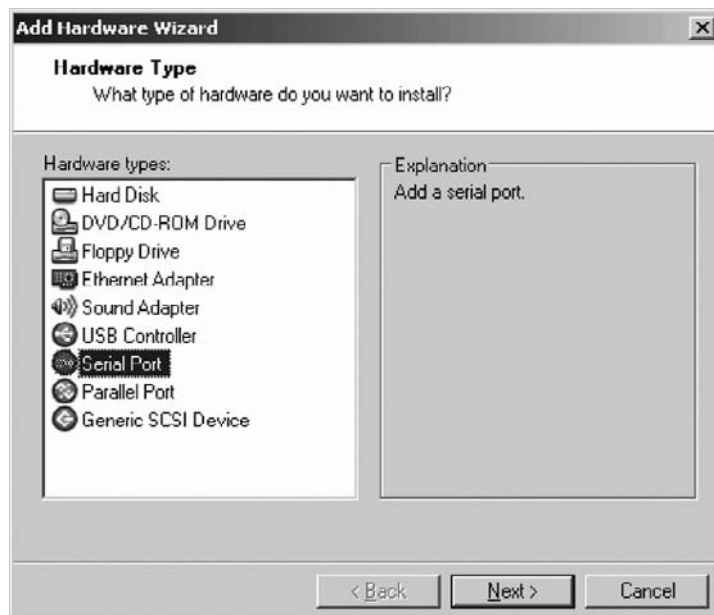 Add Hardware Wizard
Hardware Type
What type of hardware do you want to install?
Hardware types:
Hard Disk
DVD/CD-ROM Drive
Floppy Drive
Ethernet Adapter
Sound Adapter
USB Controller
Serial Port
Parallel Port
Generic SCSI Device
Explanation
Add a serial port.
< Back
Next >
Cancel